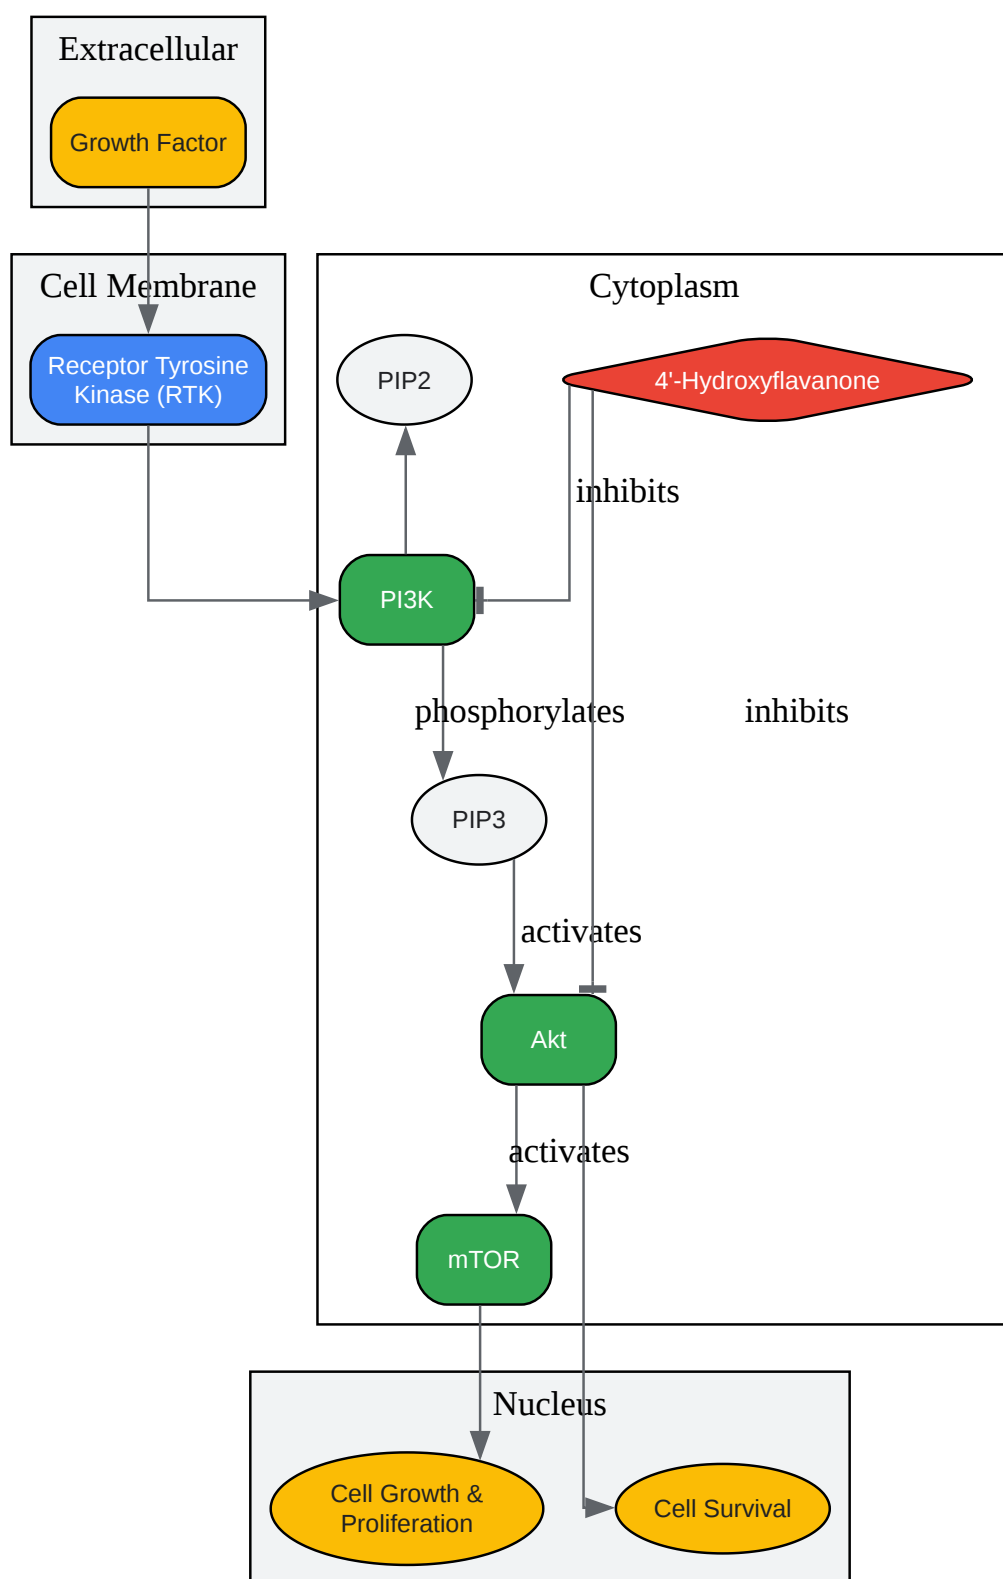 Extracellular
Growth Factor
Cell Membrane
Receptor Tyrosine
Kinase (RTK)
Cytoplasm
PIP2
4'-Hydroxyflavanone
inhibits
PI3K
phosphorylates
inhibits
PIP3
activates
Akt
activates
mTOR
Nucleus
Cell Growth &
Proliferation
Cell Survival